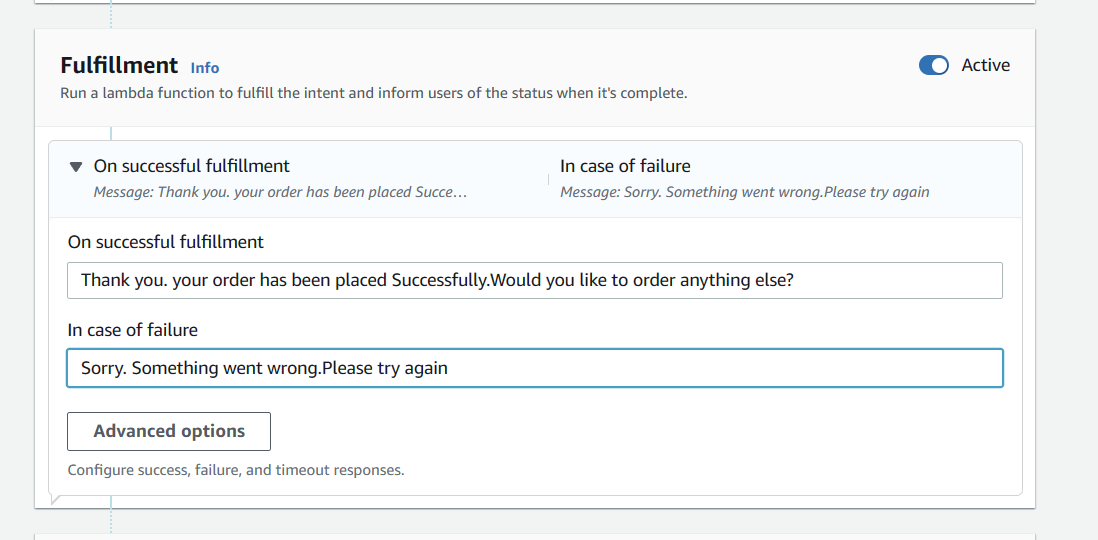 Fulfillment Info
Active
Run a lambda function to fulfill the intent and inform users of the status when it's complete.
On successful fulfillment
Message: Thank you. your order has been placed Succe…
In case of failure
Message: Sorry. Something went wrong.Please try again
On successful fulfillment
Thank you. your order has been placed Successfully.Would you like to order anything else?
In case of failure
Sorry. Something went wrong.Please try again
Advanced options
Configure success, failure, and timeout responses.